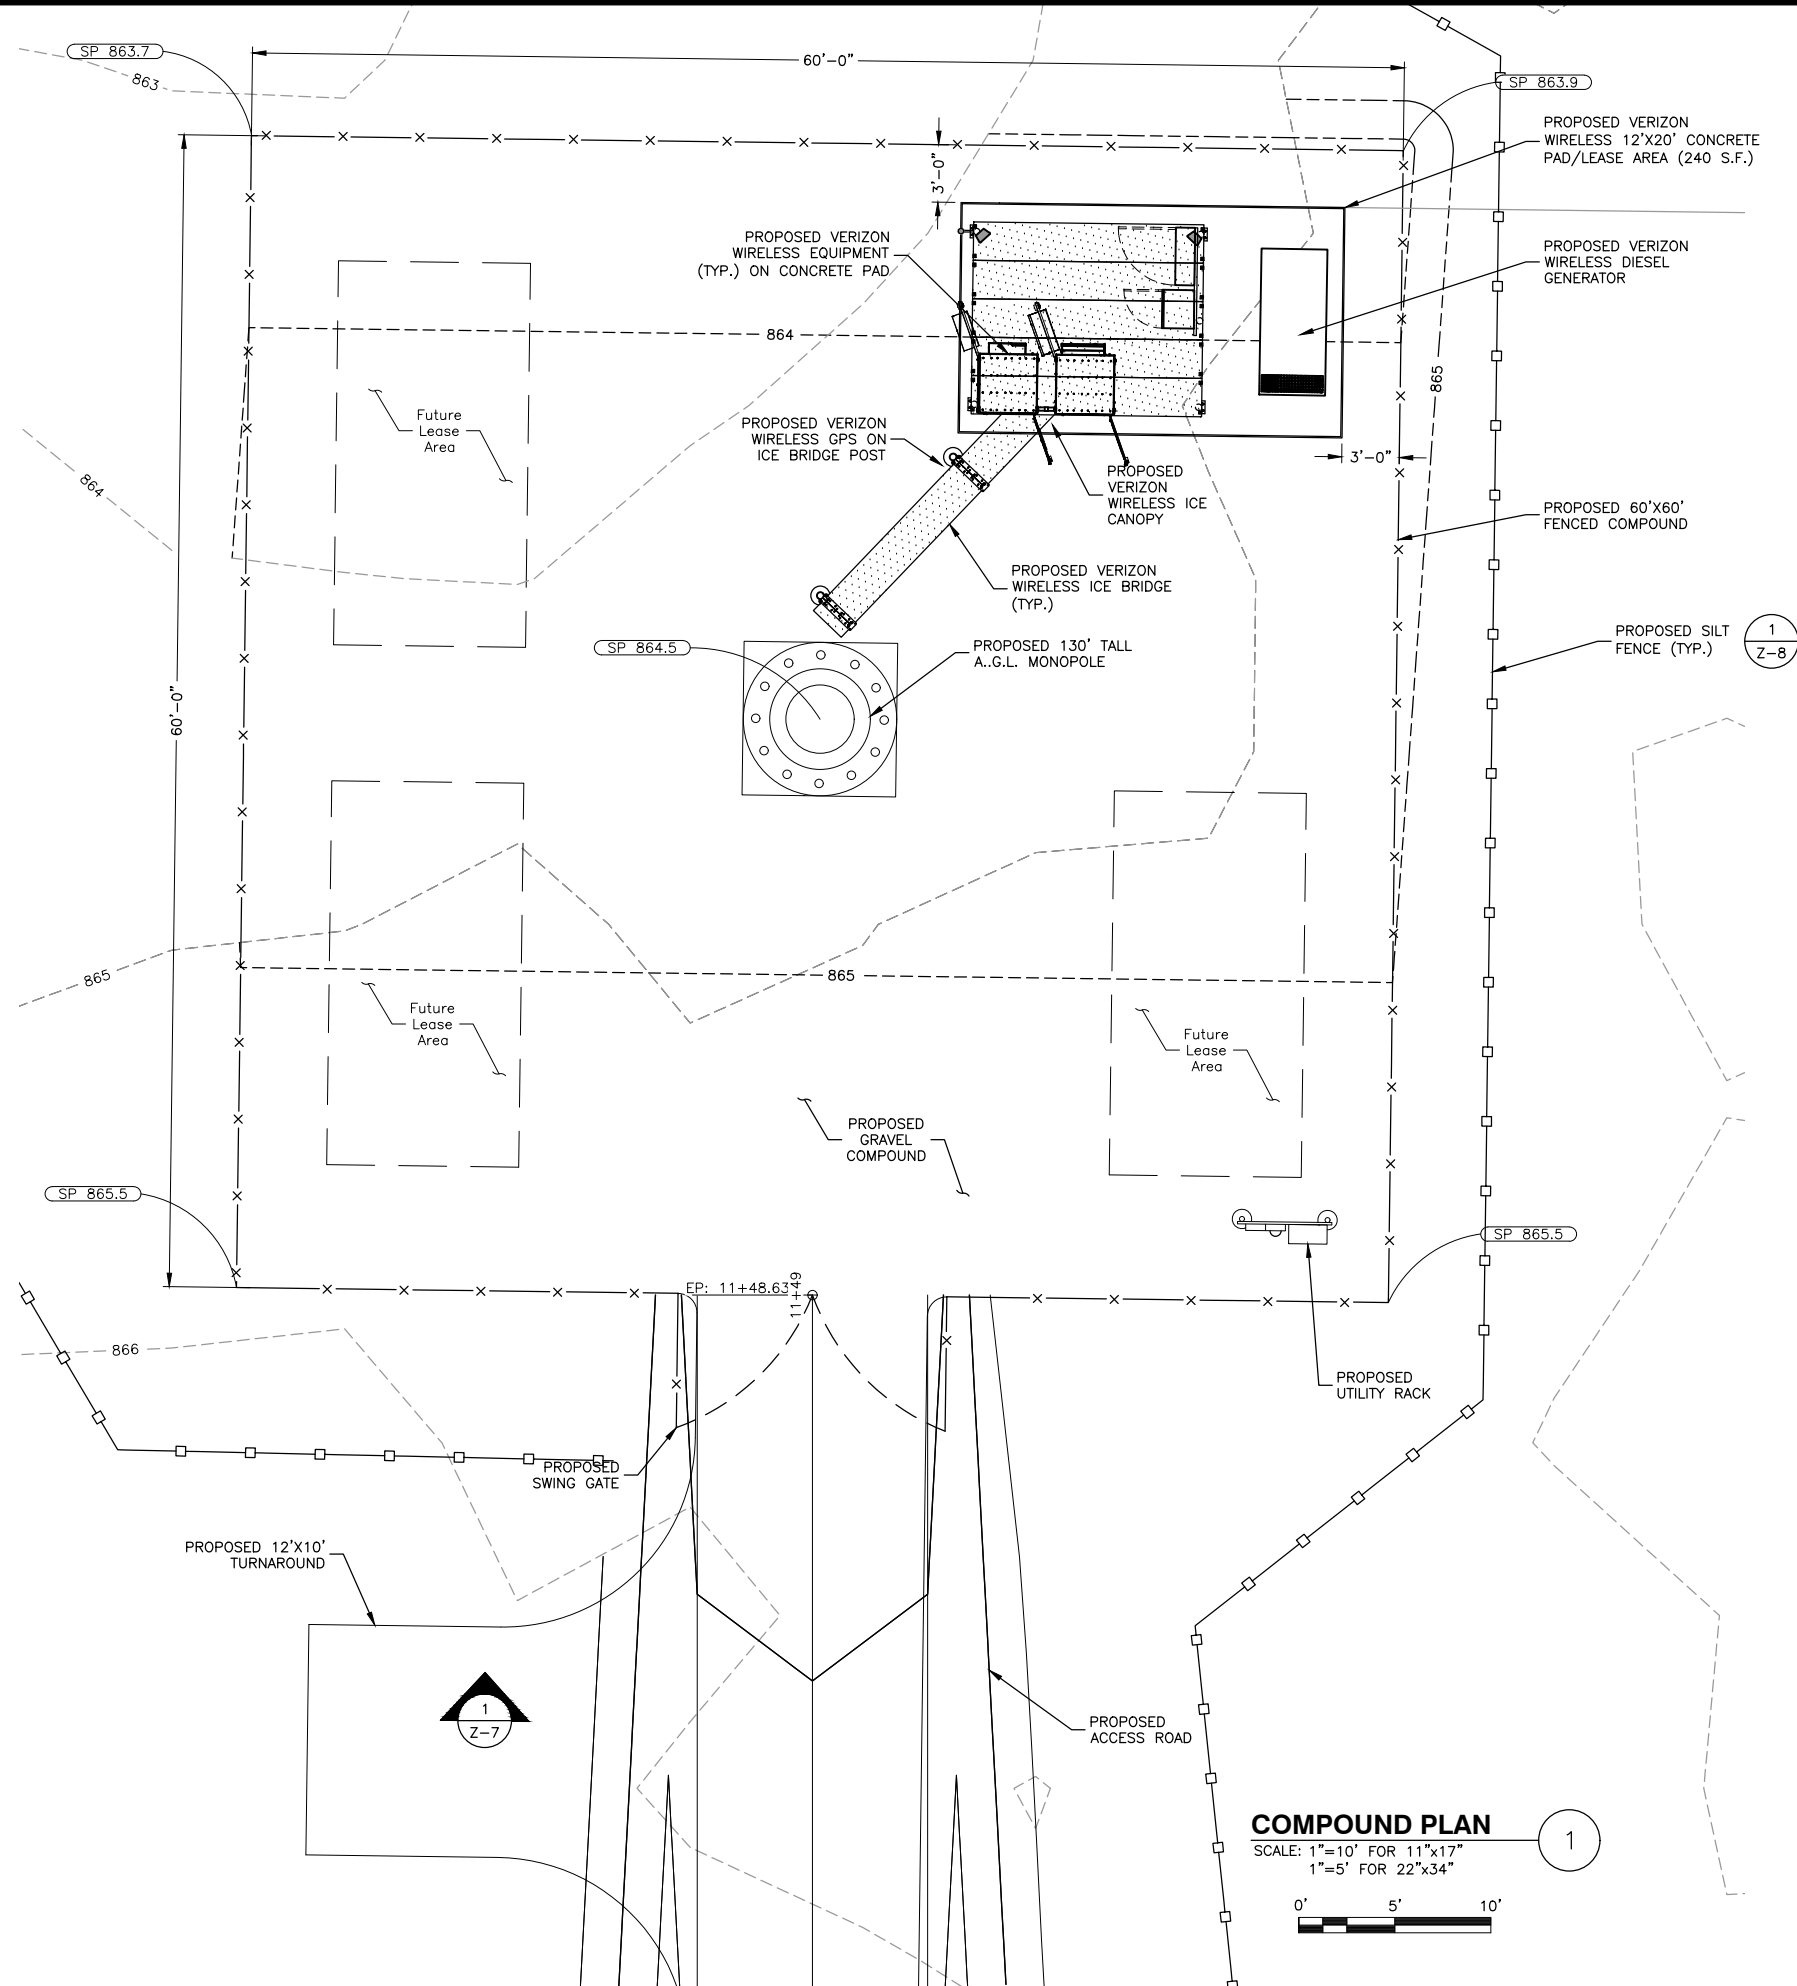 SP 863.7
863
60'-0"
SP 863.9
PROPOSED VERIZON
WIRELESS 12'X20' CONCRETE
PAD/LEASE AREA (240 S.F.)
3'-0"
PROPOSED VERIZON
WIRELESS EQUIPMENT
(TYP.) ON CONCRETE PAD
PROPOSED VERIZON
WIRELESS DIESEL
GENERATOR
864
865
Future
Lease
Area
PROPOSED VERIZON
WIRELESS GPS ON
ICE BRIDGE POST
3'-0"
PROPOSED
VERIZON
WIRELESS ICE
CANOPY
864
PROPOSED 60'X60'
FENCED COMPOUND
PROPOSED VERIZON
WIRELESS ICE BRIDGE
(TYP.)
SP 864.5
PROPOSED 130' TALL
A..G.L. MONOPOLE
PROPOSED SILT
FENCE (TYP.)
1
Z-8
60'-0"
865
865
Future
Lease
Area
Future
Lease
Area
PROPOSED
GRAVEL
COMPOUND
SP 865.5
SP 865.5
EP: 11+48.63
11+49
866
PROPOSED
UTILITY RACK
PROPOSED
SWING GATE
PROPOSED 12'X10'
TURNAROUND
1
Z-7
PROPOSED
ACCESS ROAD
COMPOUND PLAN
1
SCALE: 1"=10' FOR 11"x17"
1"=5' FOR 22"x34"
0' 5' 10'